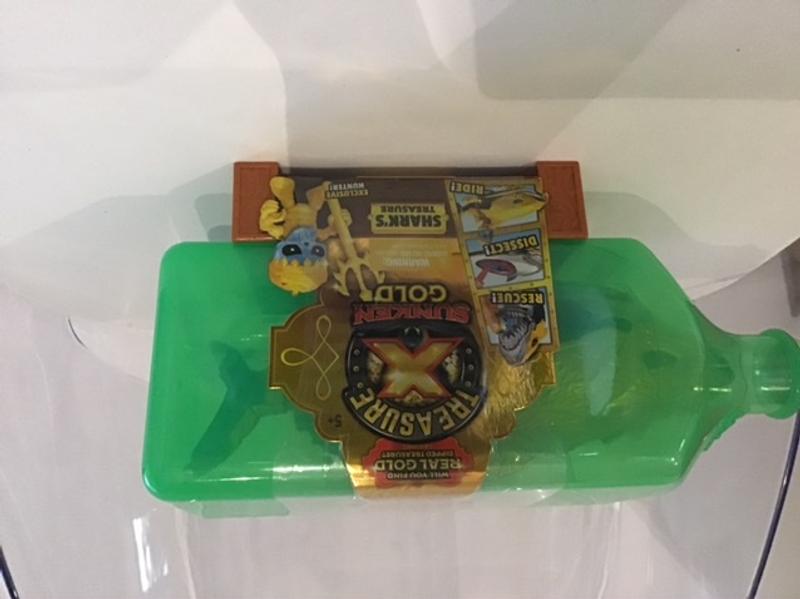 WILL YOU FIND
REAL GOLD
DIPPED TREASURE?
TREASURE
X
5+
SUNKEN
GOLD
RESCUE!
DISSECT!
RIDE!
WARNING:
SHARK'S
TREASURE
EXCLUSIVE
HUNTER!